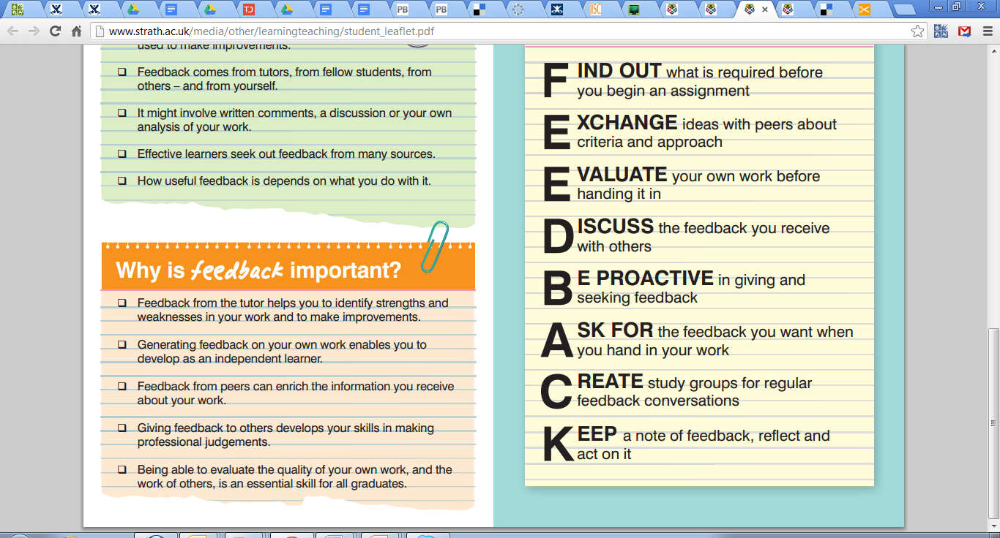 TD
PB
PB
www.strath.ac.uk/media/other/learningteaching/student_leaflet.pdf
used to make improvements.
❑ Feedback comes from tutors, from fellow students, from
others – and from yourself.
❑ It might involve written comments, a discussion or your own
analysis of your work.
❑ Effective learners seek out feedback from many sources.
❑ How useful feedback is depends on what you do with it.
Why is feedback important?
❑ Feedback from the tutor helps you to identify strengths and
weaknesses in your work and to make improvements.
❑ Generating feedback on your own work enables you to
develop as an independent learner.
❑ Feedback from peers can enrich the information you receive
about your work.
❑ Giving feedback to others develops your skills in making
professional judgements.
❑ Being able to evaluate the quality of your own work, and the
work of others, is an essential skill for all graduates.
FIND OUT what is required before
you begin an assignment
EXCHANGE ideas with peers about
criteria and approach
EVALUATE your own work before
handing it in
DISCUSS the feedback you receive
with others
BE PROACTIVE in giving and
seeking feedback
ASK FOR the feedback you want when
you hand in your work
CREATE study groups for regular
feedback conversations
KEEP a note of feedback, reflect and
act on it